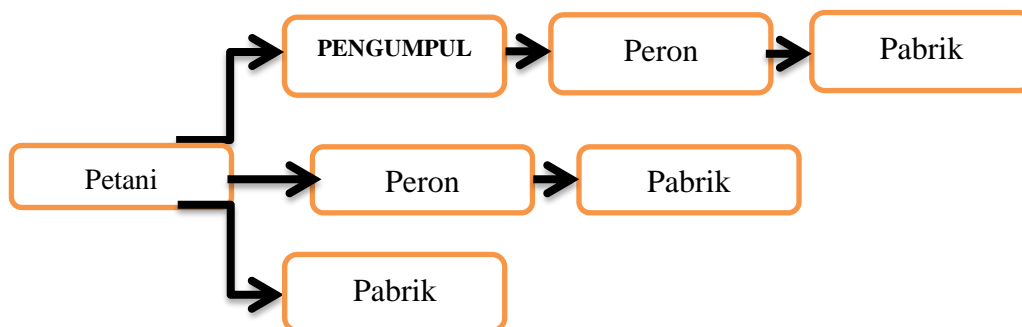 PENGUMPUL
Peron
Pabrik
Petani
Peron
Pabrik
Pabrik